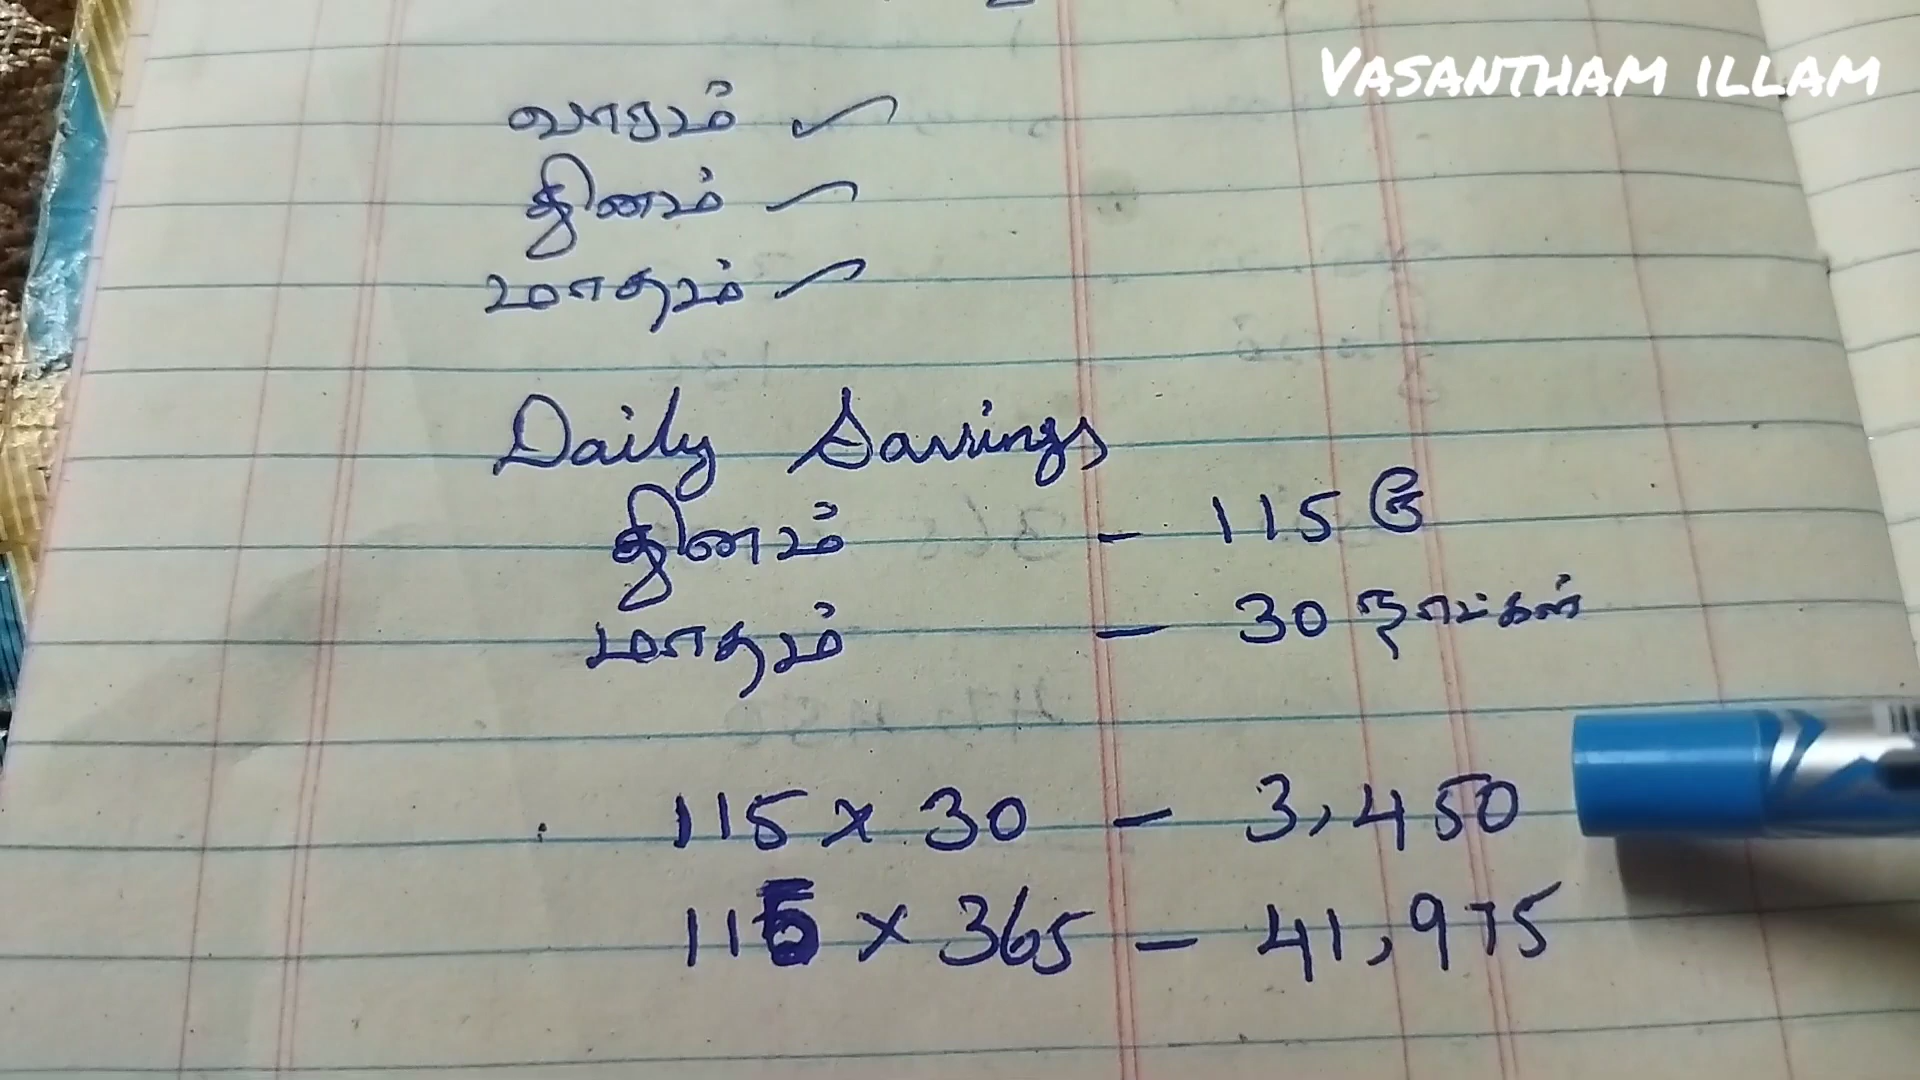 VASANTHAM ILLAM
வாரம் ✓
தினம் ✓
மாதம் ✓
Daily Savings
தினம் - 115 ரூ
மாதம் - 30 நாட்கள்
115 x 30 - 3,450
115 x 365 - 41,975